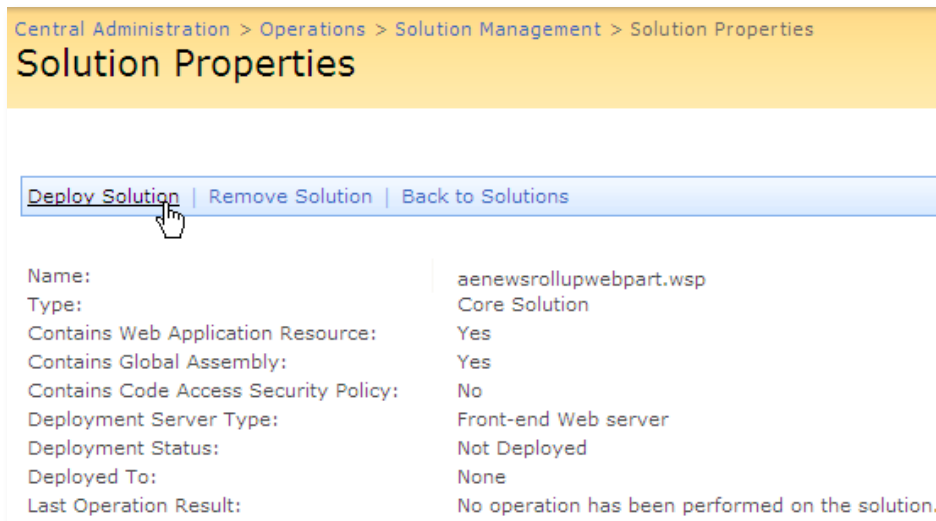 Central Administration > Operations > Solution Management > Solution Properties
Solution Properties
Deploy Solution | Remove Solution | Back to Solutions
Name: aenewsrollupwebpart.wsp
Type: Core Solution
Contains Web Application Resource: Yes
Contains Global Assembly: Yes
Contains Code Access Security Policy: No
Deployment Server Type: Front-end Web server
Deployment Status: Not Deployed
Deployed To: None
Last Operation Result: No operation has been performed on the solution.